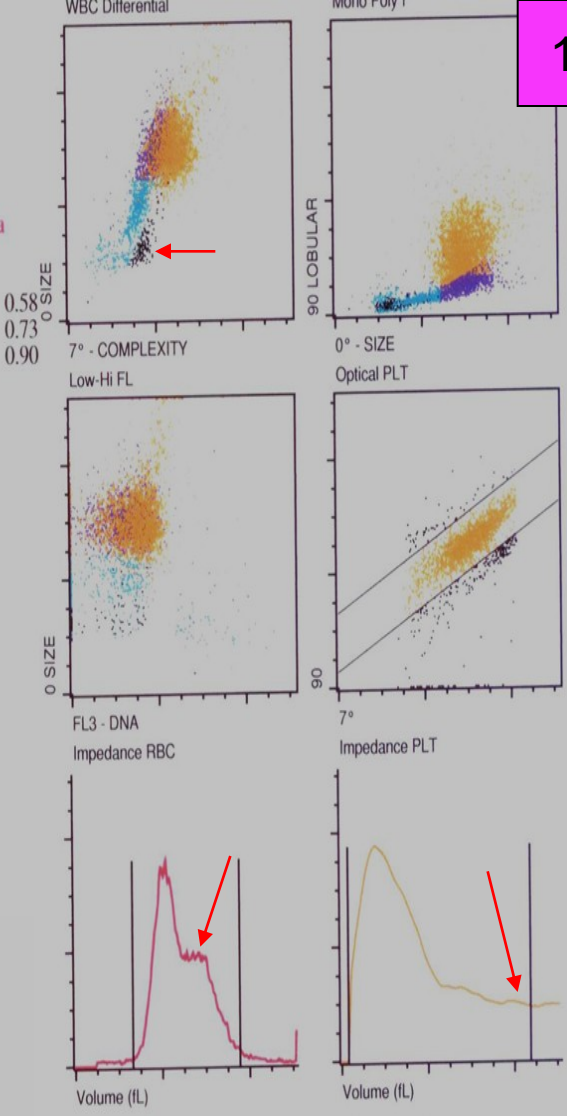 WBC Differential
Mono Poly I
1
90 LOBULAR
0 SIZE
0.58
0.73
0.90
7° - COMPLEXITY
0° - SIZE
Low-Hi FL
Optical PLT
0 SIZE
90
FL3 - DNA
7°
Impedance RBC
Impedance PLT
Volume (fL)
Volume (fL)